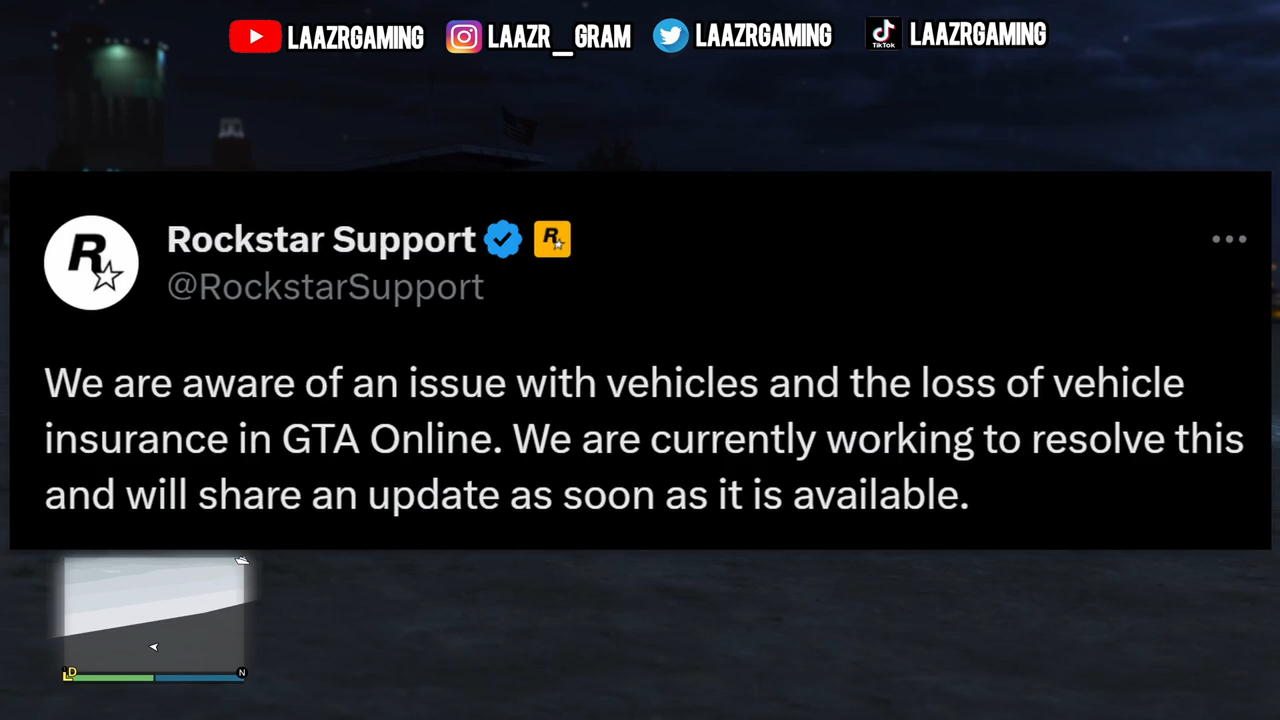 LAAZRGAMING LAAZR_GRAM LAAZRGAMING TikTok LAAZRGAMING
Rockstar Support R
R
@RockstarSupport
We are aware of an issue with vehicles and the loss of vehicle
insurance in GTA Online. We are currently working to resolve this
and will share an update as soon as it is available.
N